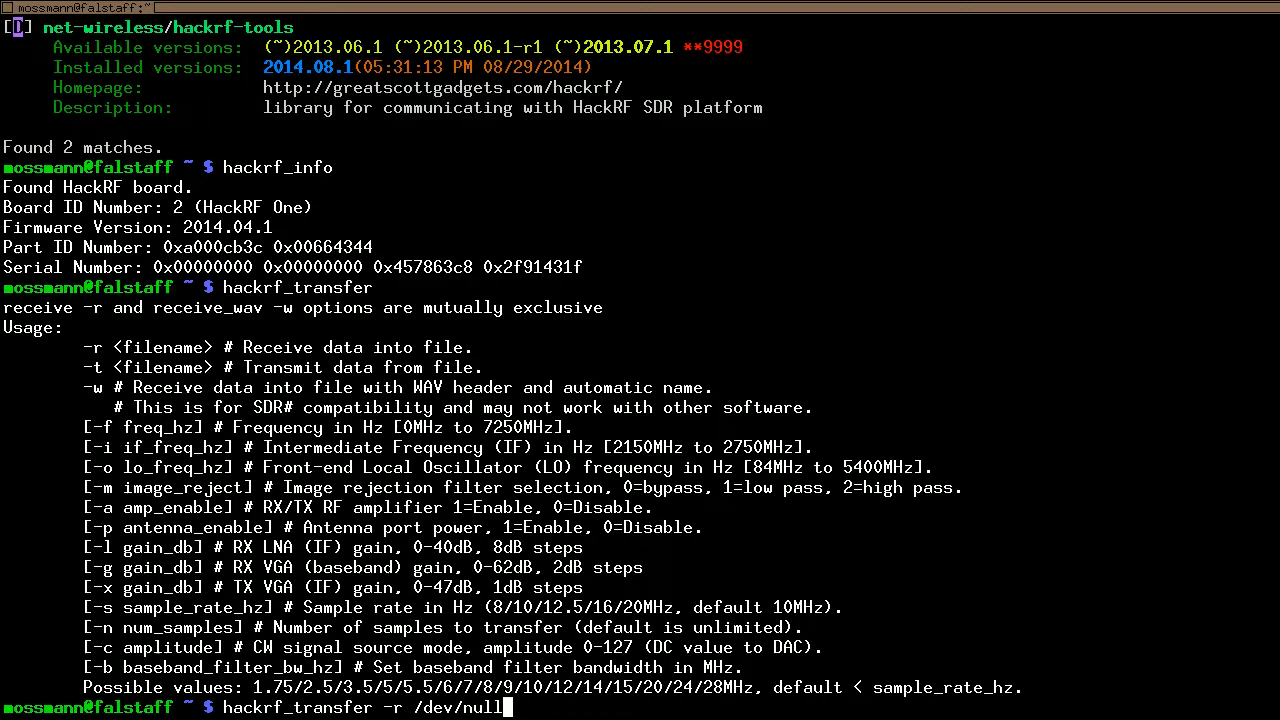 mossmann@falstaff:~
[D] net-wireless/hackrf-tools
Available versions: (~)2013.06.1 (~)2013.06.1-r1 (~)2013.07.1 **9999
Installed versions: 2014.08.1(05:31:13 PM 08/29/2014)
Homepage: http://greatscottgadgets.com/hackrf/
Description: library for communicating with HackRF SDR platform
Found 2 matches.
mossmann@falstaff ~ $ hackrf_info
Found HackRF board.
Board ID Number: 2 (HackRF One)
Firmware Version: 2014.04.1
Part ID Number: 0xa000cb3c 0x00664344
Serial Number: 0x00000000 0x00000000 0x457863c8 0x2f91431f
mossmann@falstaff ~ $ hackrf_transfer
receive -r and receive_wav -w options are mutually exclusive
Usage:
-r <filename> # Receive data into file.
-t <filename> # Transmit data from file.
-w # Receive data into file with WAV header and automatic name.
# This is for SDR# compatibility and may not work with other software.
[-f freq_hz] # Frequency in Hz [0MHz to 7250MHz].
[-i if_freq_hz] # Intermediate Frequency (IF) in Hz [2150MHz to 2750MHz].
[-o lo_freq_hz] # Front-end Local Oscillator (LO) frequency in Hz [84MHz to 5400MHz].
[-m image_reject] # Image rejection filter selection, 0=bypass, 1=low pass, 2=high pass.
[-a amp_enable] # RX/TX RF amplifier 1=Enable, 0=Disable.
[-p antenna_enable] # Antenna port power, 1=Enable, 0=Disable.
[-l gain_db] # RX LNA (IF) gain, 0-40dB, 8dB steps
[-g gain_db] # RX VGA (baseband) gain, 0-62dB, 2dB steps
[-x gain_db] # TX VGA (IF) gain, 0-47dB, 1dB steps
[-s sample_rate_hz] # Sample rate in Hz (8/10/12.5/16/20MHz, default 10MHz).
[-n num_samples] # Number of samples to transfer (default is unlimited).
[-c amplitude] # CW signal source mode, amplitude 0-127 (DC value to DAC).
[-b baseband_filter_bw_hz] # Set baseband filter bandwidth in MHz.
Possible values: 1.75/2.5/3.5/5/5.5/6/7/8/9/10/12/14/15/20/24/28MHz, default < sample_rate_hz.
mossmann@falstaff ~ $ hackrf_transfer -r /dev/null